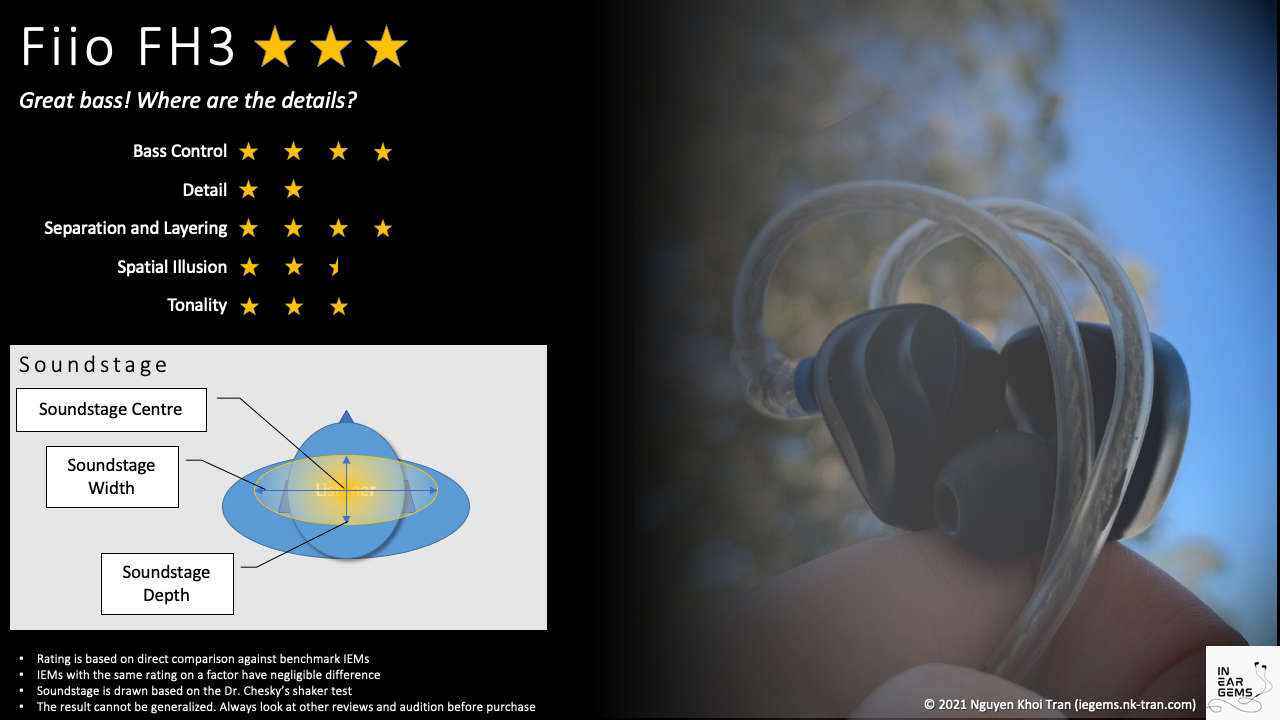 Fiio FH3
Great bass! Where are the details?
Bass Control
Detail
Separation and Layering
Spatial Illusion
Tonality
Soundstage
Soundstage Centre
Soundstage
Width
Listener
Soundstage
Depth
• Rating is based on direct comparison against benchmark IEMs
• IEMs with the same rating on a factor have negligible difference
• Soundstage is drawn based on the Dr. Chesky's shaker test
• The result cannot be generalized. Always look at other reviews and audition before purchase
© 2021 Nguyen Khoi Tran (iegems.nk-tran.com)
IN
EAR
GEMS